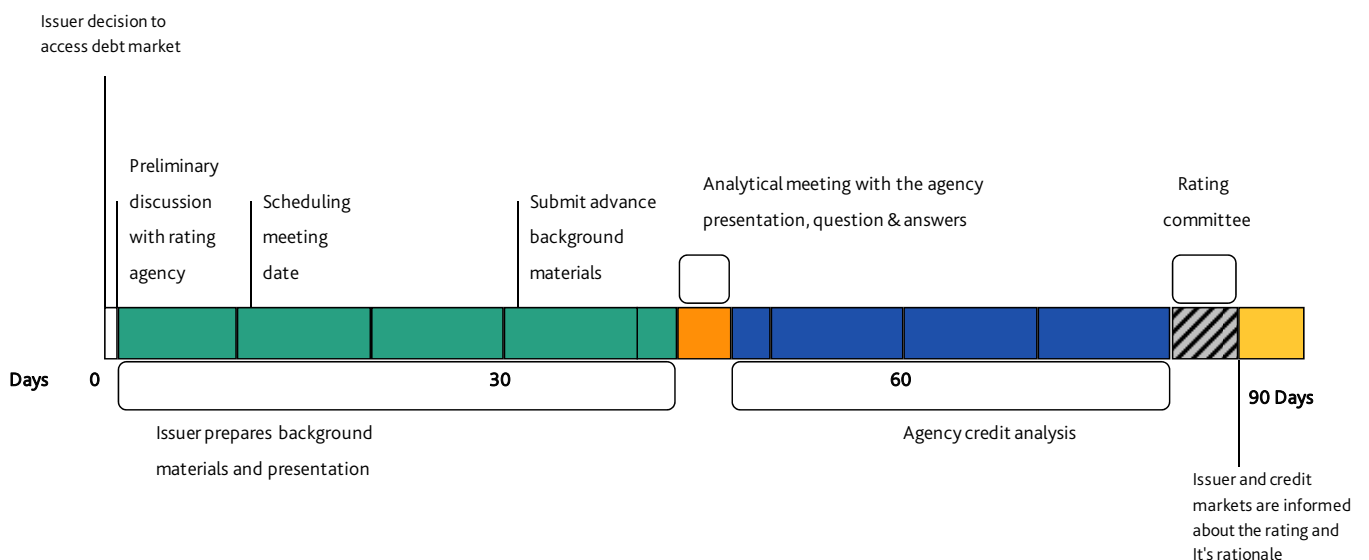 Issuer decision to
access debt market
Preliminary
discussion
with rating
agency
Scheduling
meeting
date
Submit advance
background
materials
Analytical meeting with the agency
presentation, question & answers
Rating
committee
Days 0 30 60
90 Days
Issuer prepares background
materials and presentation
Agency credit analysis
Issuer and credit
markets are informed
about the rating and
It's rationale